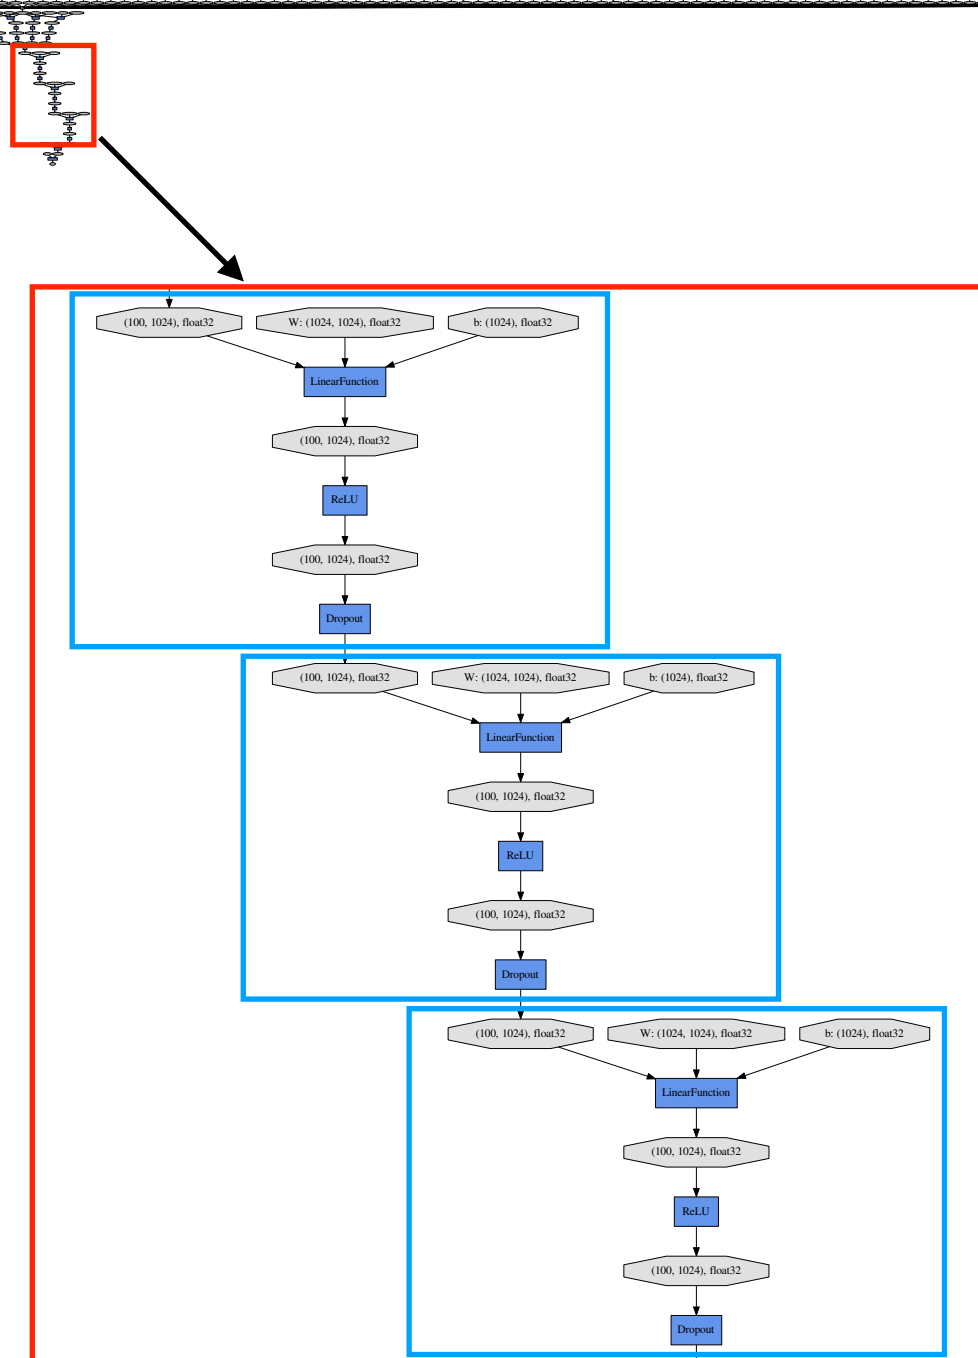 (100, 1024), float32
W: (1024, 1024), float32
b: (1024), float32
LinearFunction
(100, 1024), float32
ReLU
(100, 1024), float32
Dropout
(100, 1024), float32
W: (1024, 1024), float32
b: (1024), float32
LinearFunction
(100, 1024), float32
ReLU
(100, 1024), float32
Dropout
(100, 1024), float32
W: (1024, 1024), float32
b: (1024), float32
LinearFunction
(100, 1024), float32
ReLU
(100, 1024), float32
Dropout